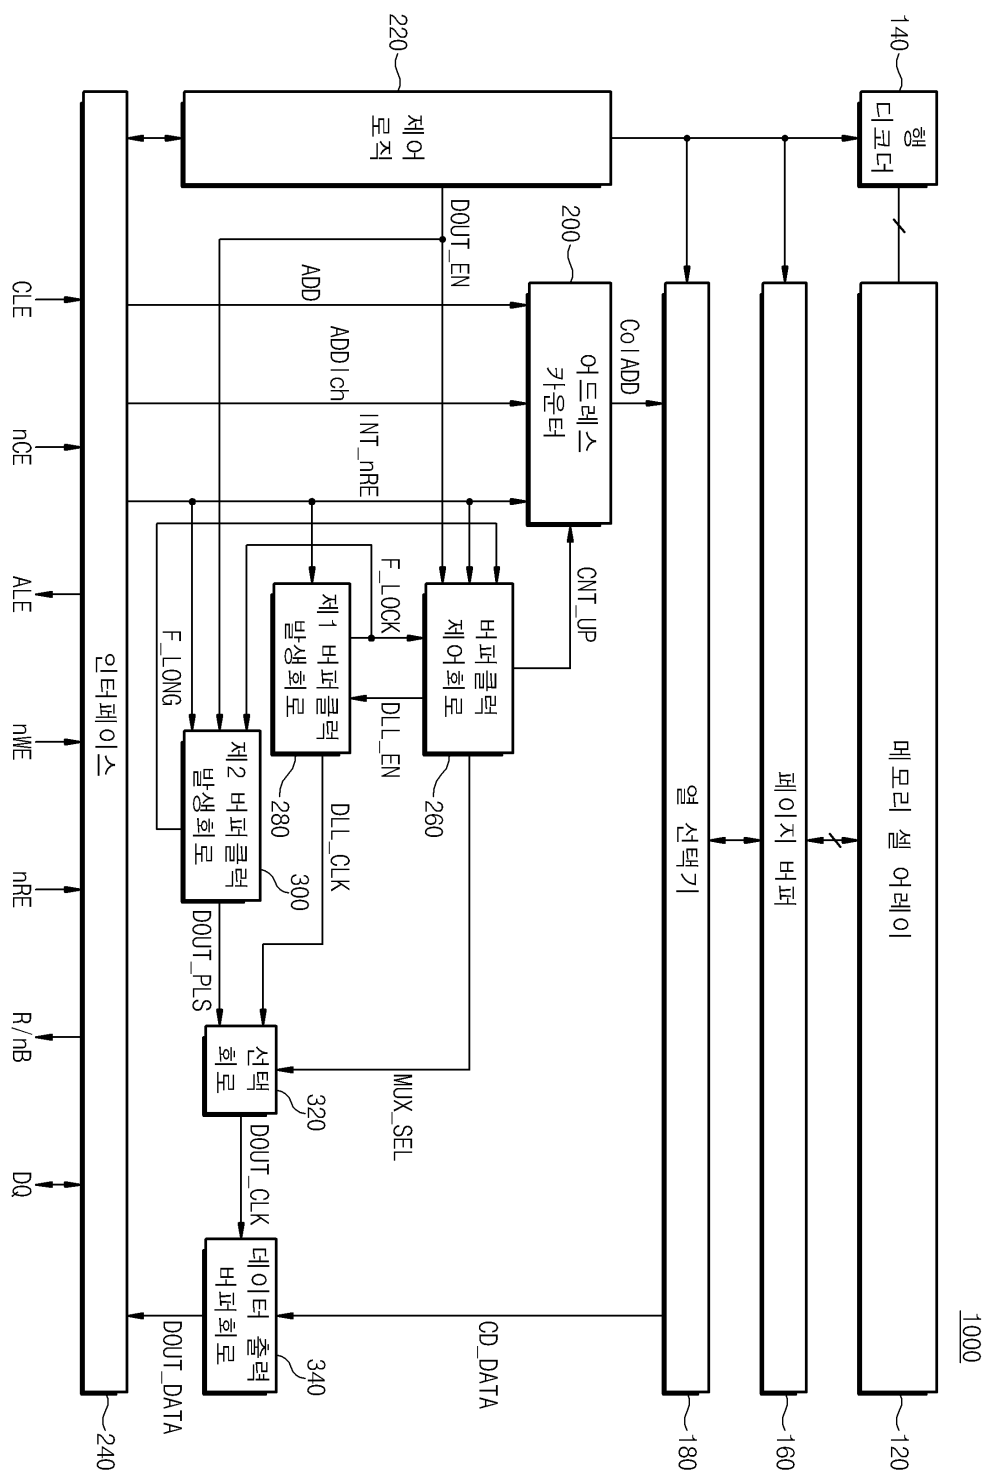 1000
140
행
디코더
메모리 셀 어레이
120
페이지 버퍼
160
열 선택기
180
220
제어
로직
200
어드레스
카운터
ColADD
DOUT_EN
ADD
ADDlch
INT_nRE
CNT_UP
버퍼클럭
제어회로
260
F_LOCK
DLL_EN
제1 버퍼클럭
발생회로
280
DLL_CLK
F_LONG
제2 버퍼클럭
발생회로
300
DOUT_PLS
MUX_SEL
선택
회로
320
DOUT_CLK
CD_DATA
데이터 출력
버퍼회로
340
DOUT_DATA
인터페이스
240
CLE
nCE
ALE
nWE
nRE
R/nB
DQ